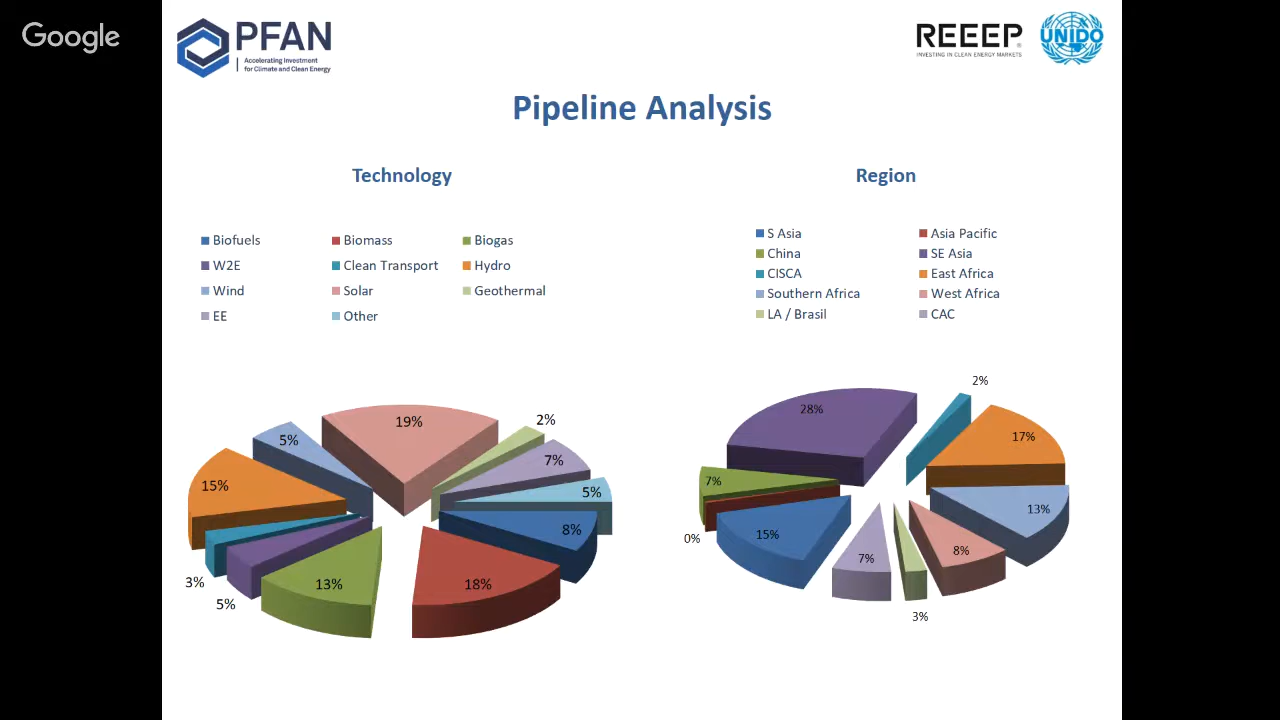 Google
PFAN
Accelerating Investment
for Climate and Clean Energy
REEEP
INVESTING IN CLEAN ENERGY MARKETS
UNIDO
Pipeline Analysis
Technology
Biofuels Biomass Biogas
W2E Clean Transport Hydro
Wind Solar Geothermal
EE Other
19%
2%
5%
7%
15%
5%
8%
3%
13%
18%
5%
Region
S Asia Asia Pacific
China SE Asia
CISCA East Africa
Southern Africa West Africa
LA / Brasil CAC
2%
28%
17%
7%
13%
0%
15%
8%
7%
3%